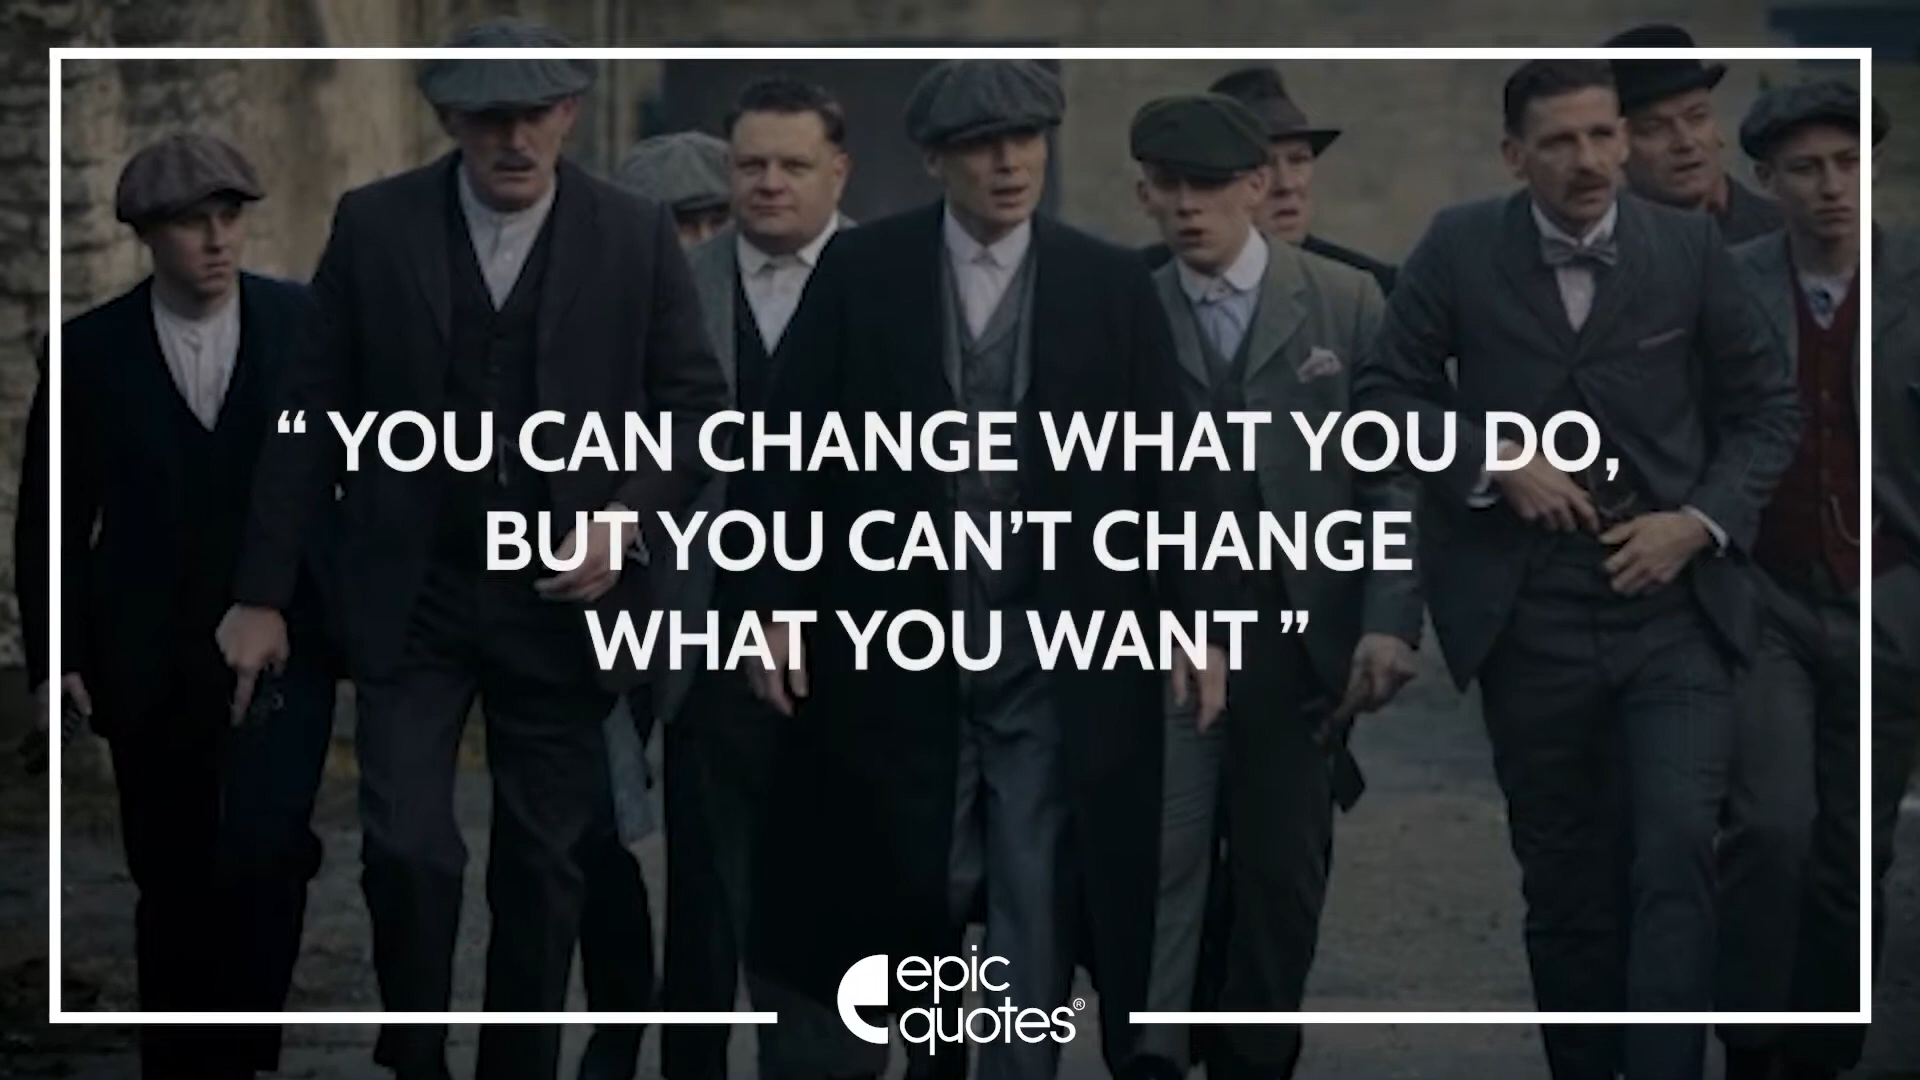 “ YOU CAN CHANGE WHAT YOU DO,
BUT YOU CAN’T CHANGE
WHAT YOU WANT ”
epic
quotes®